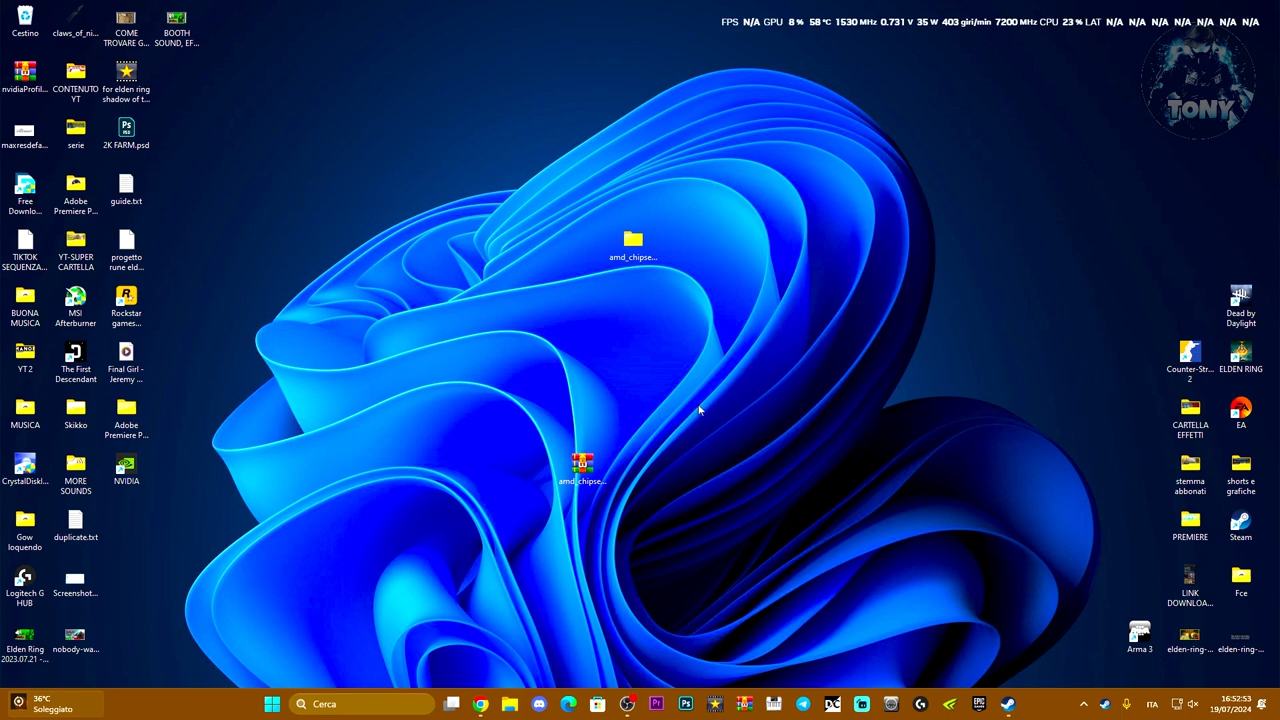 FPS N/A GPU 8 % 58 °C 1530 MHz 0.731 V 35 W 403 giri/min 7200 MHz CPU 23 % LAT N/A N/A N/A N/A N/A N/A N/A
TONY
Cestino
claws_of_ni...
COME TROVARE G...
BOOTH SOUND, EF...
nvidiaProfil...
CONTENUTO YT
for elden ring shadow of t...
maxresdefa...
serie
2K FARM.psd
Free Downlo...
Adobe Premiere P...
guide.txt
TIKTOK SEQUENZA...
YT-SUPER CARTELLA
progetto rune eld...
BUONA MUSICA
MSI Afterburner
Rockstar games...
YT 2
The First Descendant
Final Girl - Jeremy ...
MUSICA
Skikko
Adobe Premiere P...
CrystalDiskI...
MORE SOUNDS
NVIDIA
Gow loquendo
duplicate.txt
Logitech G HUB
Screenshot...
Elden Ring 2023.07.21 -...
nobody-wa...
amd_chipse...
amd_chipse...
Dead by Daylight
Counter-Str... 2
ELDEN RING
CARTELLA EFFETTI
EA
stemma abbonati
shorts e grafiche
PREMIERE
Steam
LINK DOWNLOA...
Fce
Arma 3
elden-ring-...
elden-ring-...
36°C
Soleggiato
Cerca
ITA
16:52:53
19/07/2024